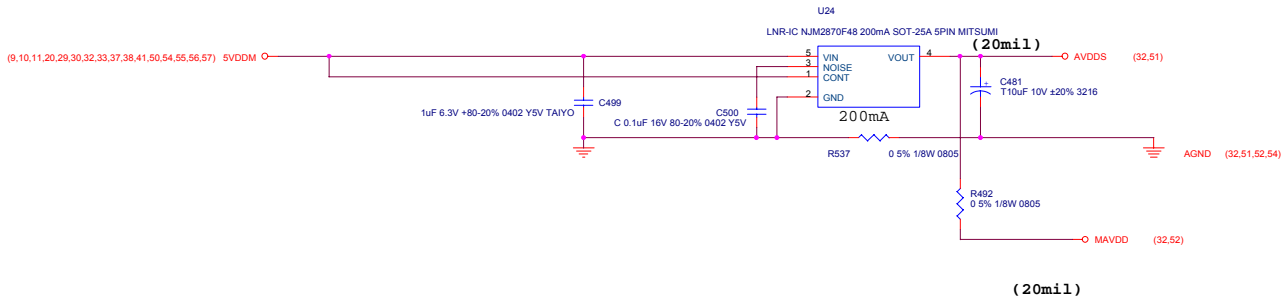 U24
LNR-IC NJM2870F48 200mA SOT-25A 5PIN MITSUMI
(20mil)
(9,10,11,20,29,30,32,33,37,38,41,50,54,55,56,57) 5VDDM
5 VIN VOUT 4
3 NOISE
1 CONT
2 GND
AVDDS (32,51)
C481
T10uF 10V ±20% 3216
C499
1uF 6.3V +80-20% 0402 Y5V TAIYO
C500
C 0.1uF 16V 80-20% 0402 Y5V
200mA
R537 0 5% 1/8W 0805
AGND (32,51,52,54)
R492
0 5% 1/8W 0805
MAVDD (32,52)
(20mil)